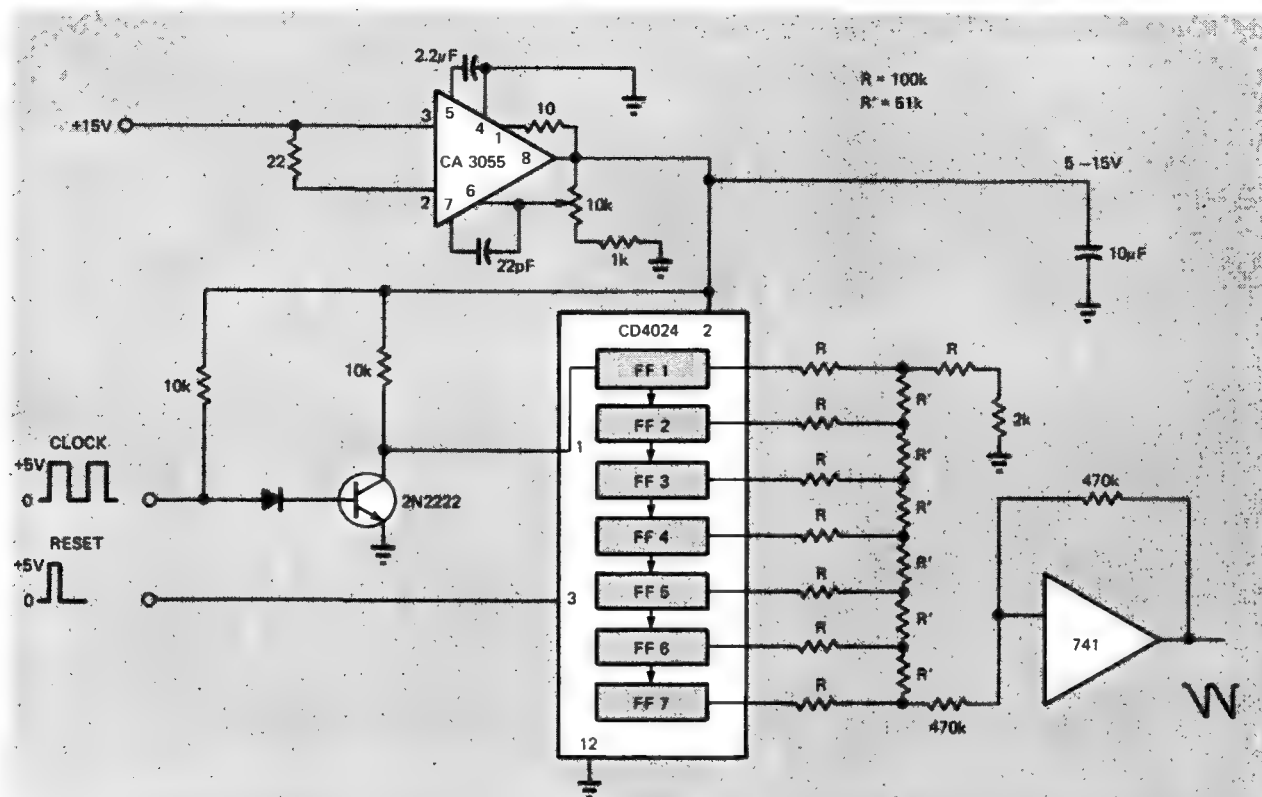 2.2µF
R = 100k
R' = 51k
+15V
3
5
4
1
10
22
CA 3055
8
5 –15V
2
7
6
10k
22pF
1k
10µF
CD4024
2
10k
10k
FF 1
R
R
R'
2k
CLOCK
+5V
0
1
FF 2
R
R'
2N2222
FF 3
R
R'
470k
RESET
+5V
0
3
FF 4
R
R'
FF 5
R
R'
741
FF 6
R
R'
FF 7
R
470k
12